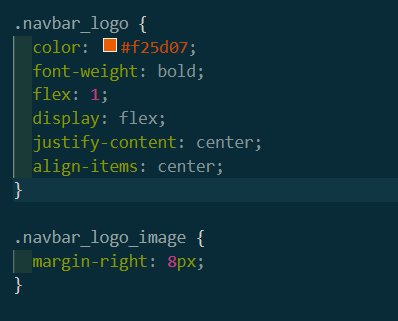 .navbar_logo {
color: #f25d07;
font-weight: bold;
flex: 1;
display: flex;
justify-content: center;
align-items: center;
}
.navbar_logo_image {
margin-right: 8px;
}